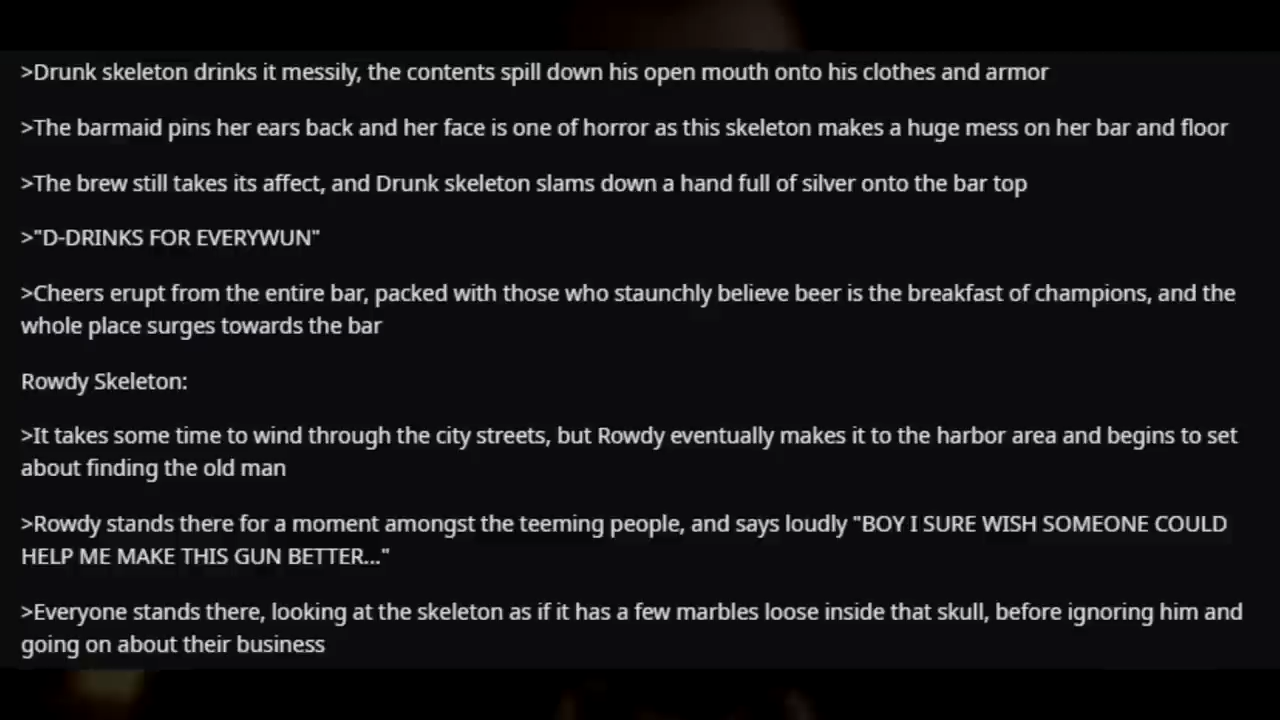 >Drunk skeleton drinks it messily, the contents spill down his open mouth onto his clothes and armor
>The barmaid pins her ears back and her face is one of horror as this skeleton makes a huge mess on her bar and floor
>The brew still takes its affect, and Drunk skeleton slams down a hand full of silver onto the bar top
>"D-DRINKS FOR EVERYWUN"
>Cheers erupt from the entire bar, packed with those who staunchly believe beer is the breakfast of champions, and the
whole place surges towards the bar
Rowdy Skeleton:
>It takes some time to wind through the city streets, but Rowdy eventually makes it to the harbor area and begins to set
about finding the old man
>Rowdy stands there for a moment amongst the teeming people, and says loudly "BOY I SURE WISH SOMEONE COULD
HELP ME MAKE THIS GUN BETTER..."
>Everyone stands there, looking at the skeleton as if it has a few marbles loose inside that skull, before ignoring him and
going on about their business